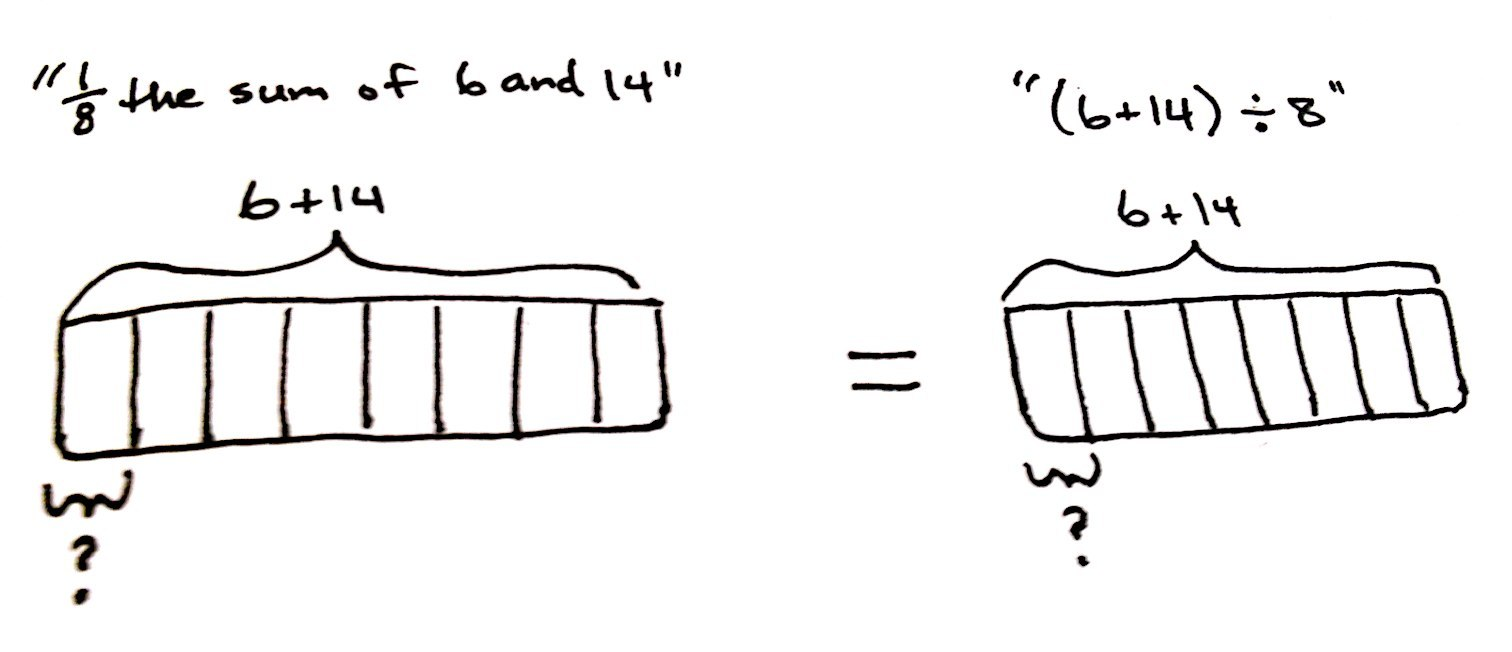 "1/8 the sum of 6 and 14"
"(6+14) ÷ 8"
6+14
6+14
=
?
?